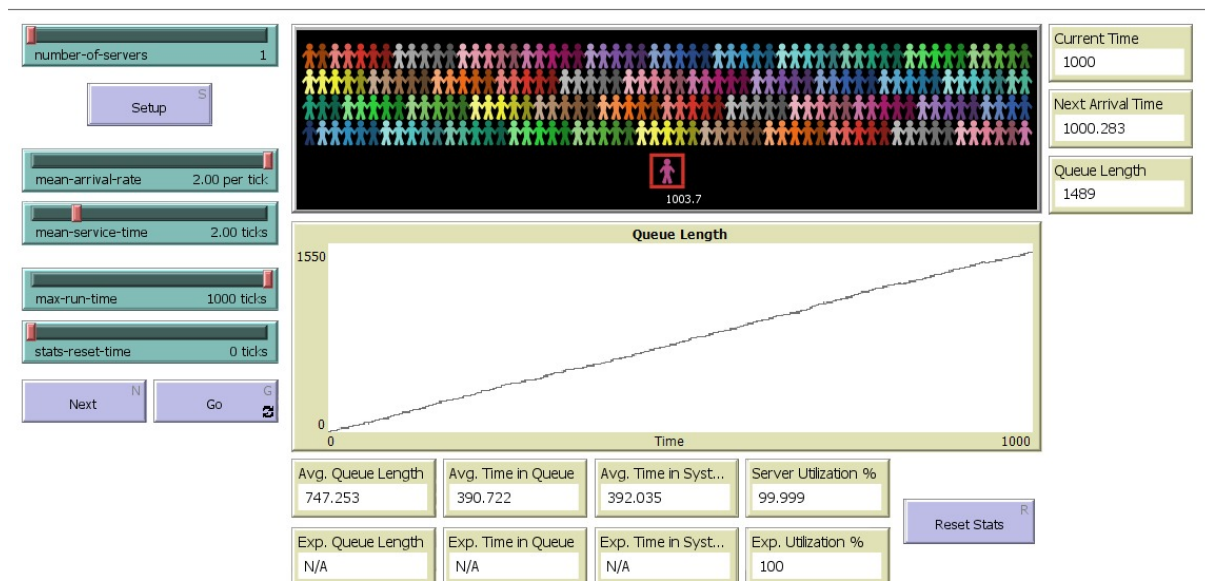 number-of-servers 1
S
Setup
mean-arrival-rate 2.00 per tick
mean-service-time 2.00 ticks
max-run-time 1000 ticks
stats-reset-time 0 ticks
N
Next
G
Go
1003.7
Current Time
1000
Next Arrival Time
1000.283
Queue Length
1489
Queue Length
1550
0
0 Time 1000
Avg. Queue Length Avg. Time in Queue Avg. Time in Syst... Server Utilization %
747.253 390.722 392.035 99.999
R
Reset Stats
Exp. Queue Length Exp. Time in Queue Exp. Time in Syst... Exp. Utilization %
N/A N/A N/A 100